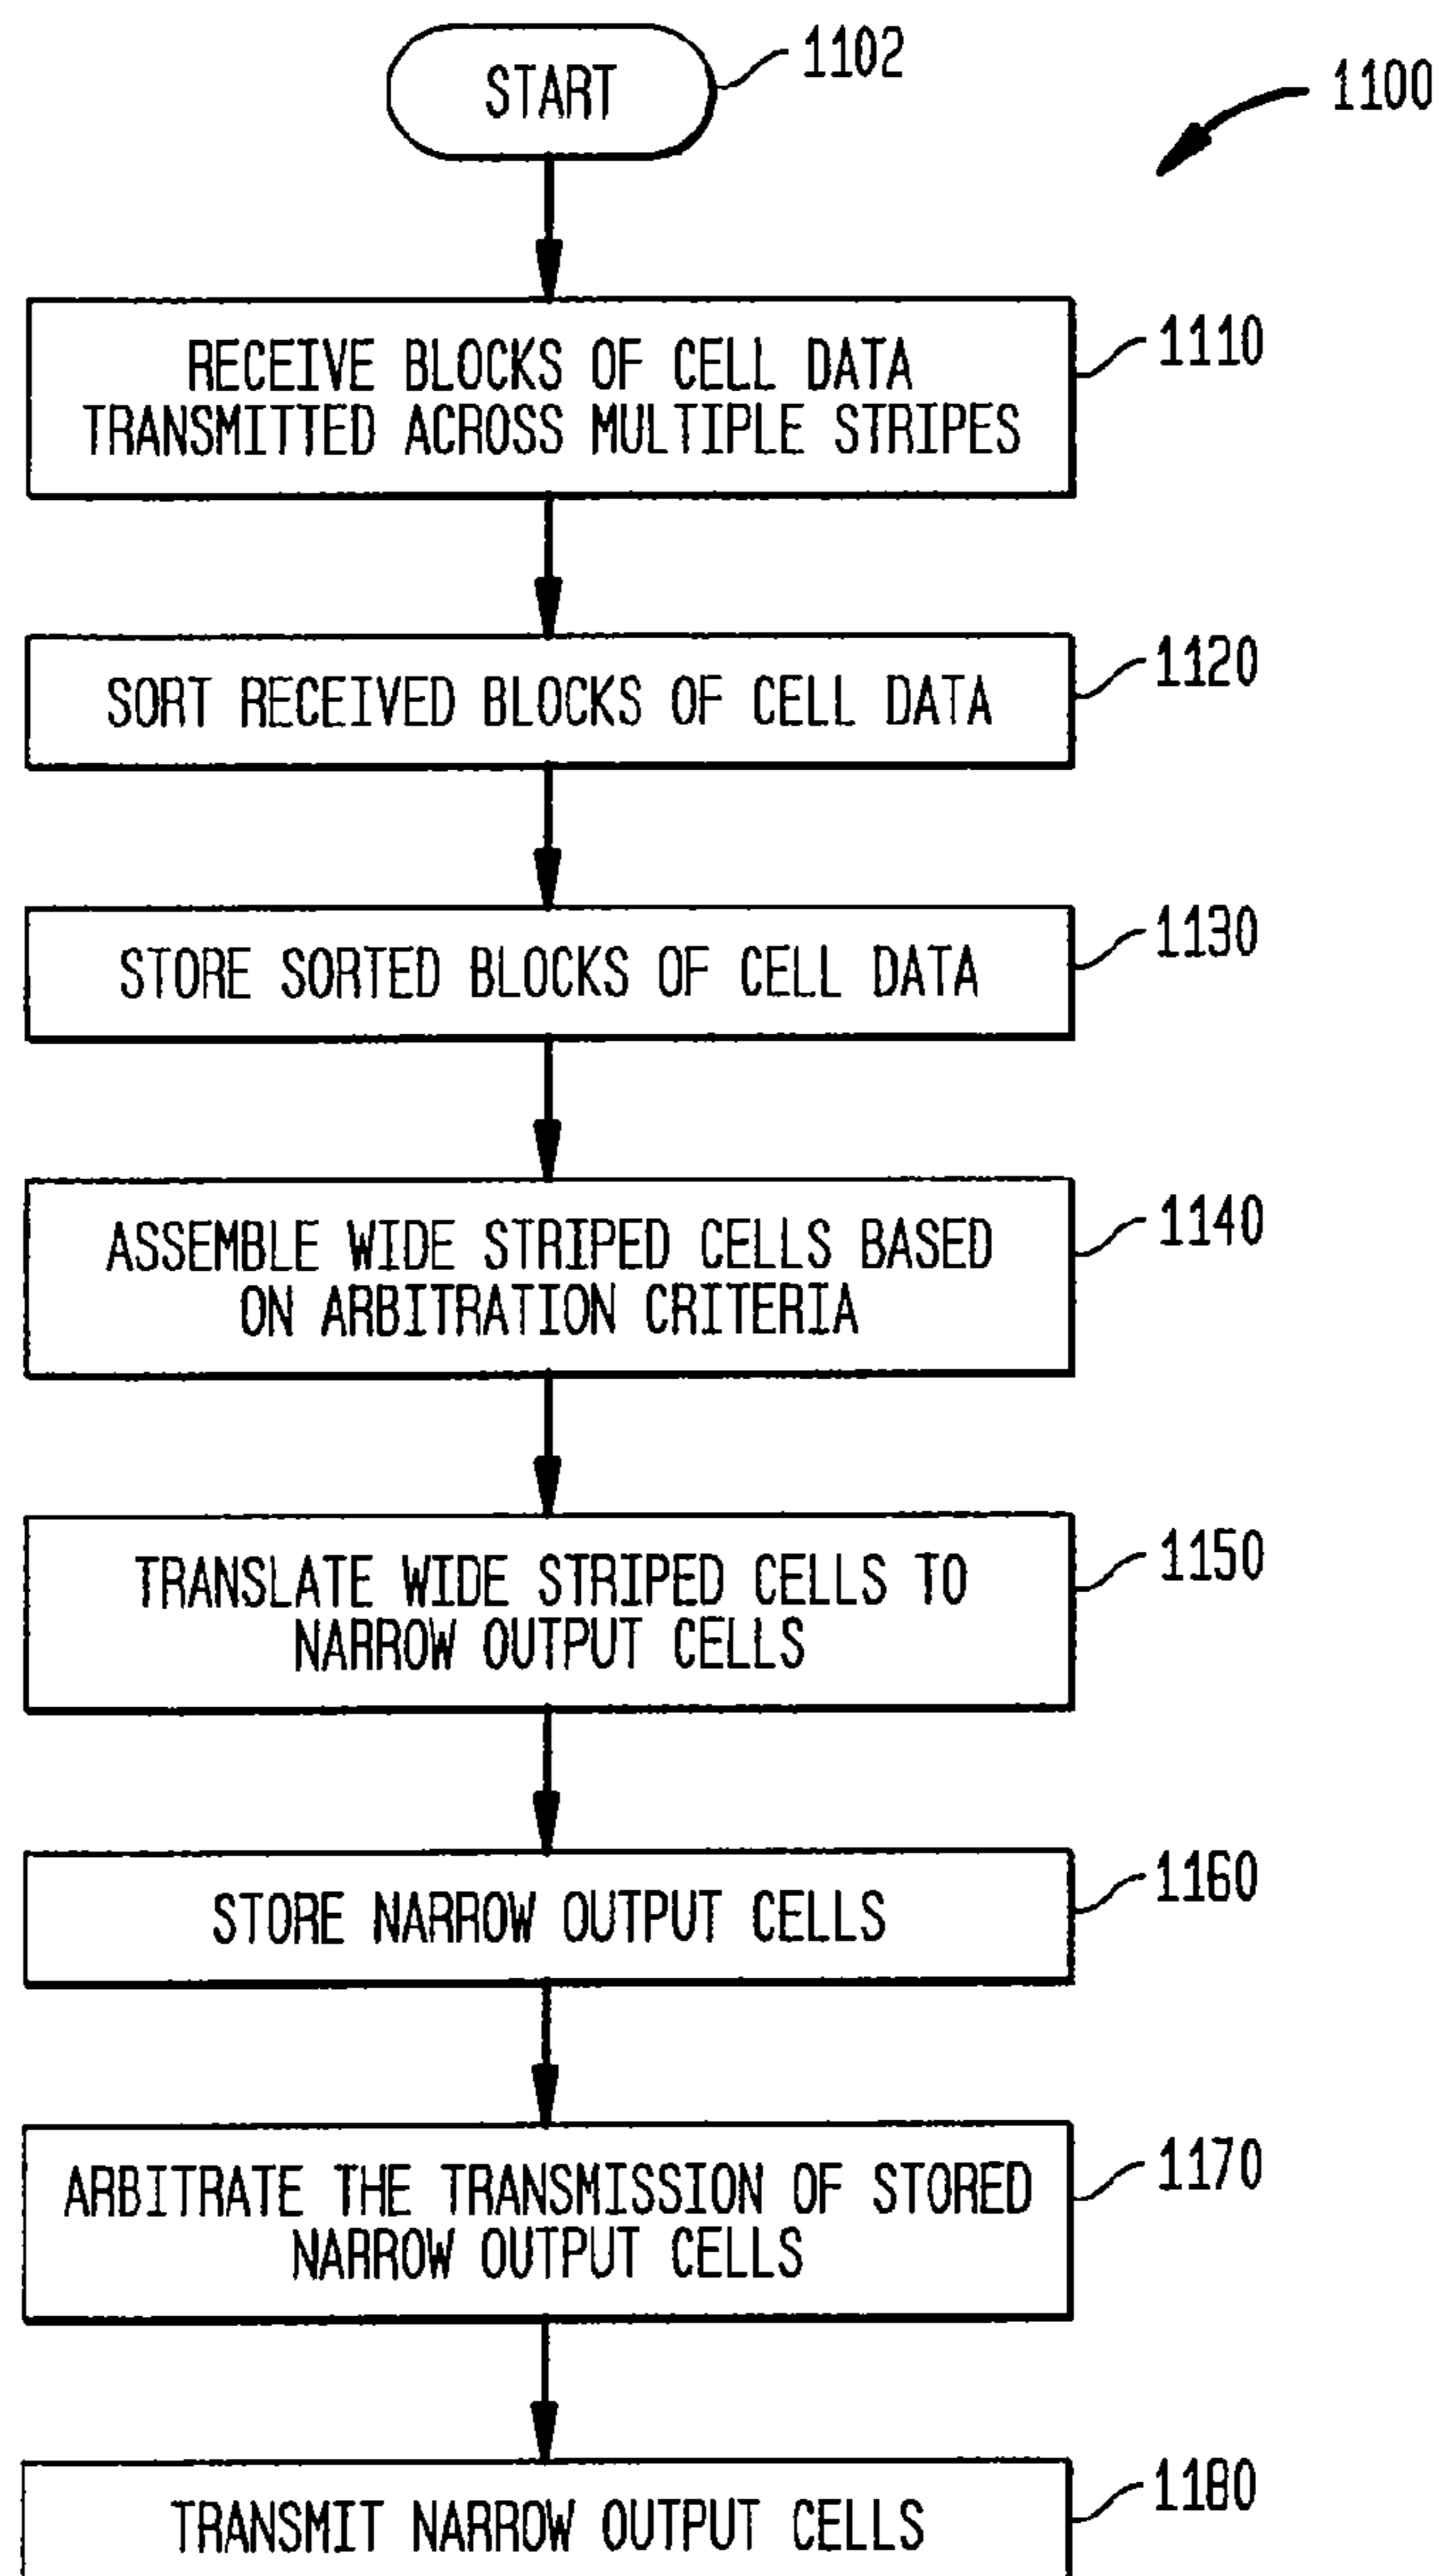 START
1102
1100
RECEIVE BLOCKS OF CELL DATA
TRANSMITTED ACROSS MULTIPLE STRIPES
1110
SORT RECEIVED BLOCKS OF CELL DATA
1120
STORE SORTED BLOCKS OF CELL DATA
1130
ASSEMBLE WIDE STRIPED CELLS BASED
ON ARBITRATION CRITERIA
1140
TRANSLATE WIDE STRIPED CELLS TO
NARROW OUTPUT CELLS
1150
STORE NARROW OUTPUT CELLS
1160
ARBITRATE THE TRANSMISSION OF STORED
NARROW OUTPUT CELLS
1170
TRANSMIT NARROW OUTPUT CELLS
1180